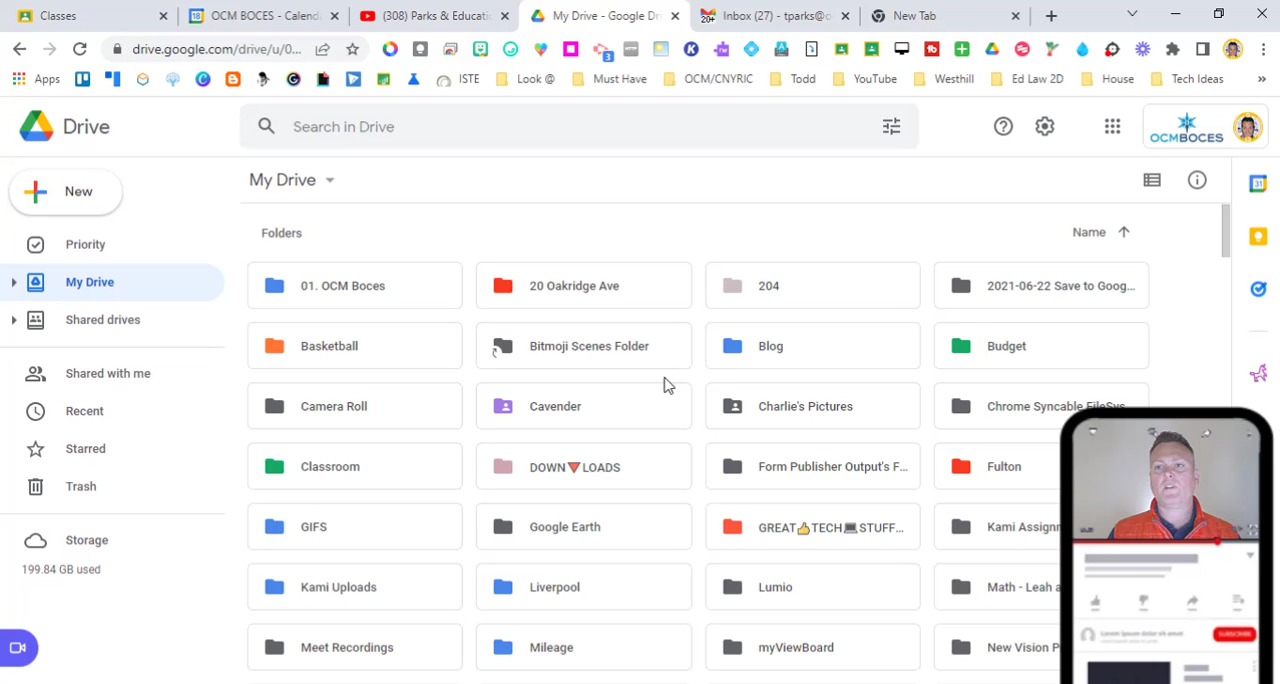 Classes
OCM BOCES - Calenda
(308) Parks & Educatic
My Drive - Google Dri
Inbox (27) - tparks@o
New Tab
drive.google.com/drive/u/0...
Apps
ISTE
Look @
Must Have
OCM/CNYRIC
Todd
YouTube
Westhill
Ed Law 2D
House
Tech Ideas
Drive
Search in Drive
OCMBOCES
New
My Drive
Priority
Folders
Name
My Drive
01. OCM Boces
20 Oakridge Ave
204
2021-06-22 Save to Goog...
Shared drives
Basketball
Bitmoji Scenes Folder
Blog
Budget
Shared with me
Recent
Camera Roll
Cavender
Charlie's Pictures
Chrome Syncable FileSys
Starred
Classroom
DOWN🔻LOADS
Form Publisher Output's F...
Fulton
Trash
GIFS
Google Earth
GREAT👍TECH💻STUFF...
Kami Assignm
Storage
199.84 GB used
Kami Uploads
Liverpool
Lumio
Math - Leah a
Meet Recordings
Mileage
myViewBoard
New Vision P
SUBSCRIBE